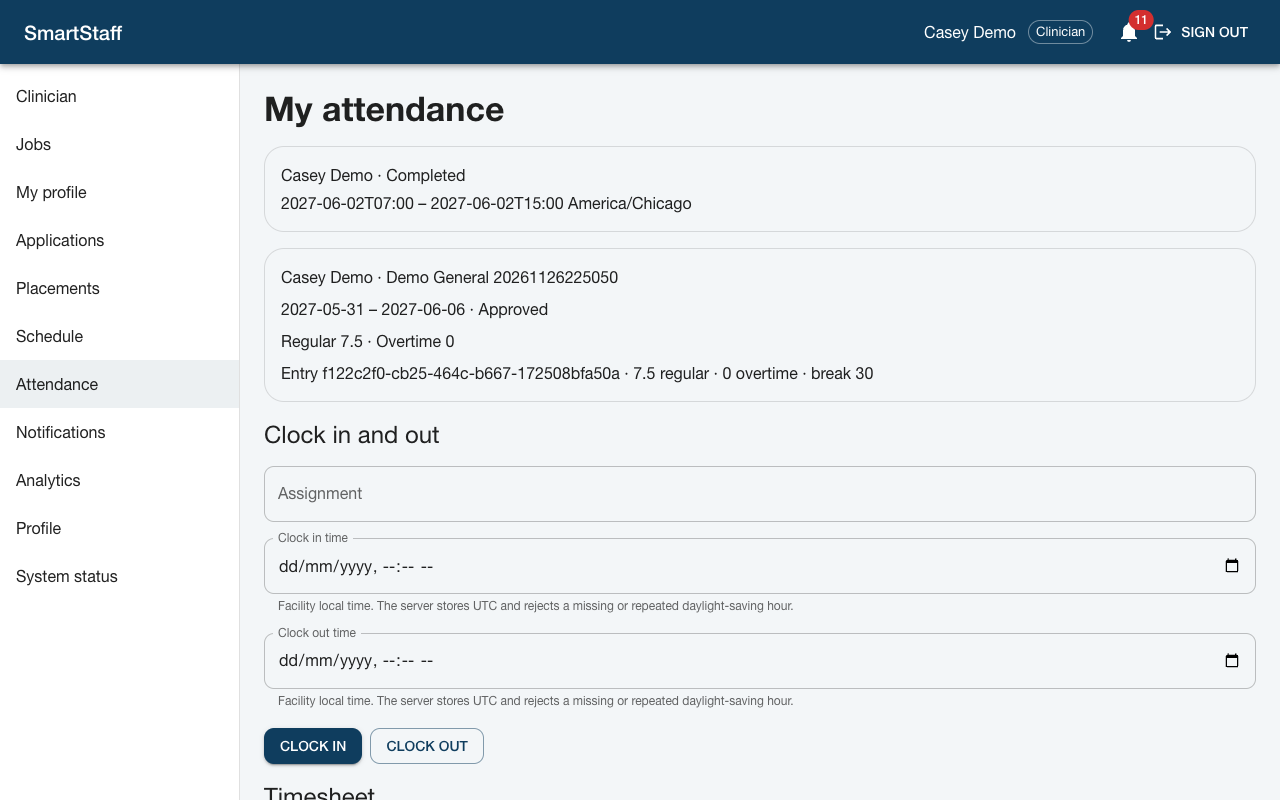 SmartStaff
Casey Demo
Clinician
11
SIGN OUT
Clinician
Jobs
My profile
Applications
Placements
Schedule
Attendance
Notifications
Analytics
Profile
System status
My attendance
Casey Demo · Completed
2027-06-02T07:00 – 2027-06-02T15:00 America/Chicago
Casey Demo · Demo General 20261126225050
2027-05-31 – 2027-06-06 · Approved
Regular 7.5 · Overtime 0
Entry f122c2f0-cb25-464c-b667-172508bfa50a · 7.5 regular · 0 overtime · break 30
Clock in and out
Assignment
Clock in time
dd/mm/yyyy, --:-- --
Facility local time. The server stores UTC and rejects a missing or repeated daylight-saving hour.
Clock out time
dd/mm/yyyy, --:-- --
Facility local time. The server stores UTC and rejects a missing or repeated daylight-saving hour.
CLOCK IN
CLOCK OUT
Timesheet